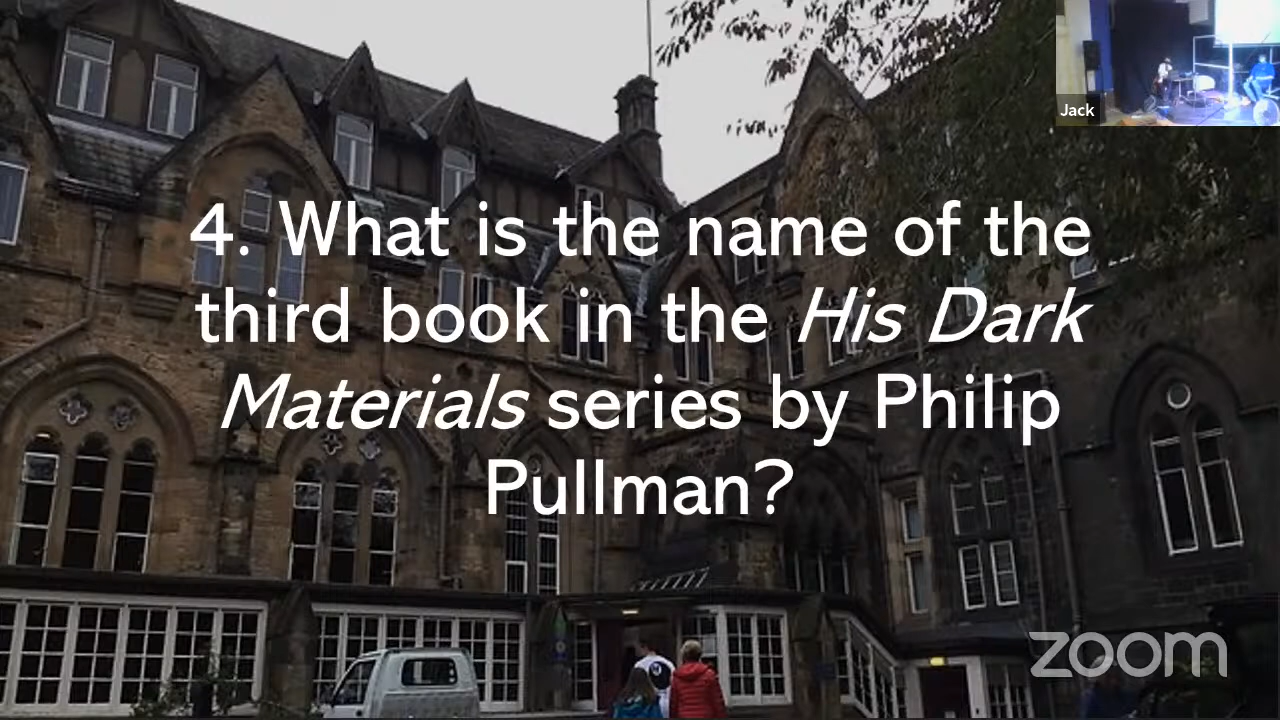 Jack
4. What is the name of the
third book in the His Dark
Materials series by Philip
Pullman?
zoom